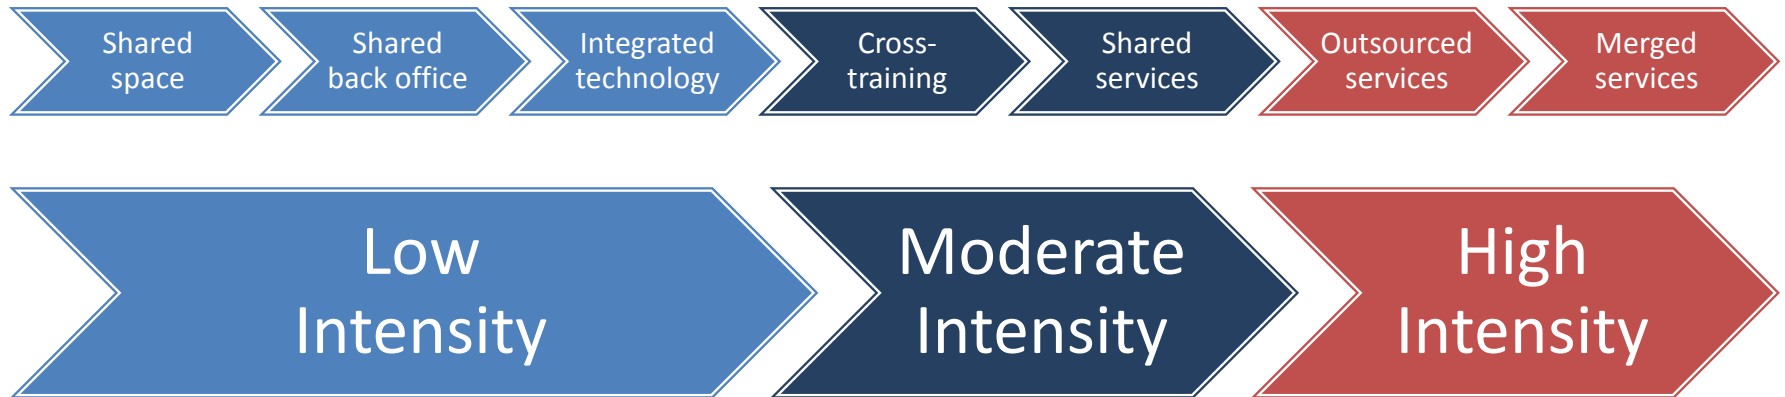 Shared
space
Shared
back office
Integrated
technology
Cross-
training
Shared
services
Outsourced
services
Merged
services
Low
Intensity
Moderate
Intensity
High
Intensity